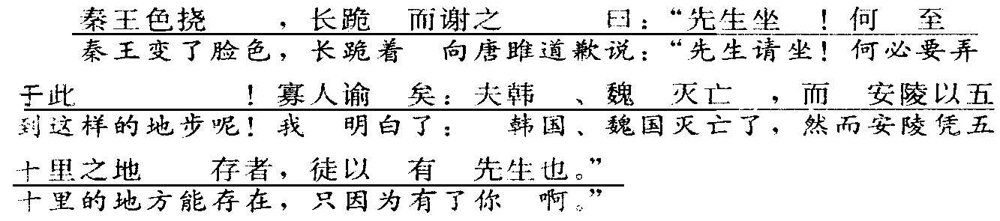 秦王色挠，长跪而谢之曰：“先生坐！何至
秦王变了脸色，长跪着向唐雎道歉说：“先生请坐！何必要弄
于此！寡人谕矣：夫韩、魏灭亡，而安陵以五
到这样的地步呢！我明白了：韩国、魏国灭亡了，然而安陵凭五
十里之地存者，徒以有先生也。”
十里的地方能存在，只因为有了你啊。”